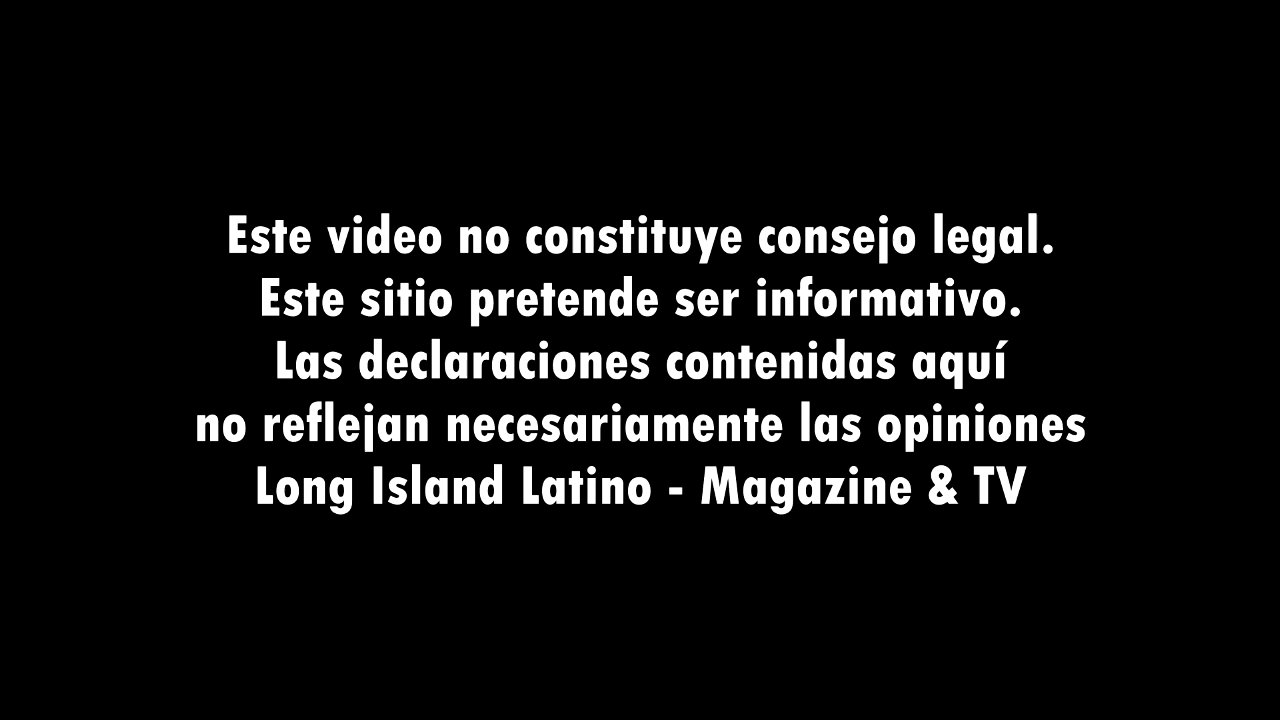 Este video no constituye consejo legal.
Este sitio pretende ser informativo.
Las declaraciones contenidas aquí
no reflejan necesariamente las opiniones
Long Island Latino - Magazine & TV